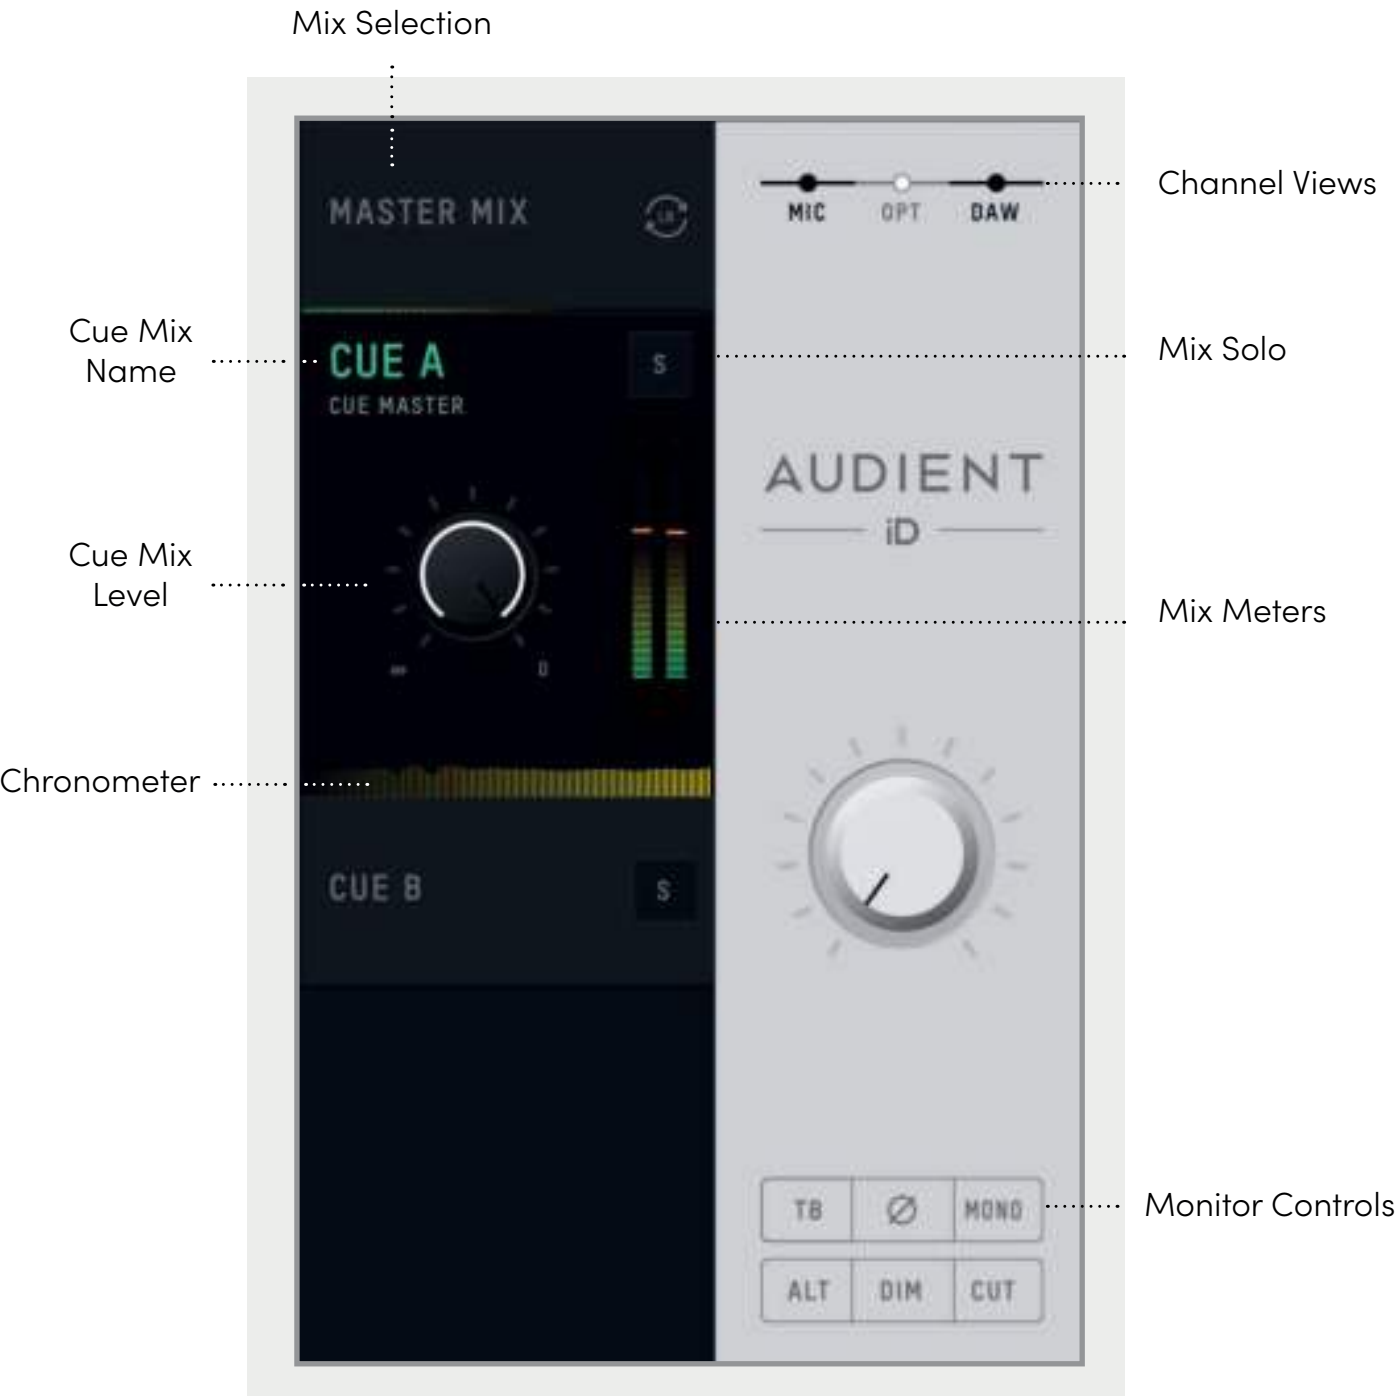 Mix Selection
MASTER MIX
MIC
OPT
DAW
Channel Views
Cue Mix
Name
CUE A
S
Mix Solo
CUE MASTER
AUDIENT
iD
Cue Mix
Level
Mix Meters
0
Chronometer
CUE B
S
TB
Ø
MONO
Monitor Controls
ALT
DIM
CUT